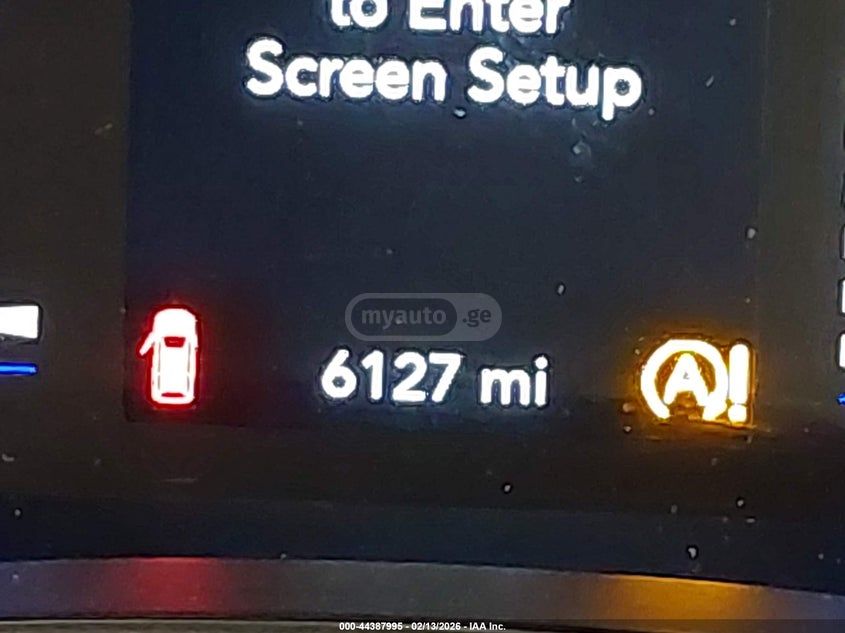 to Enter
Screen Setup
myauto.ge
6127 mi
A!
000-44387995 - 02/13/2026 - IAA Inc.